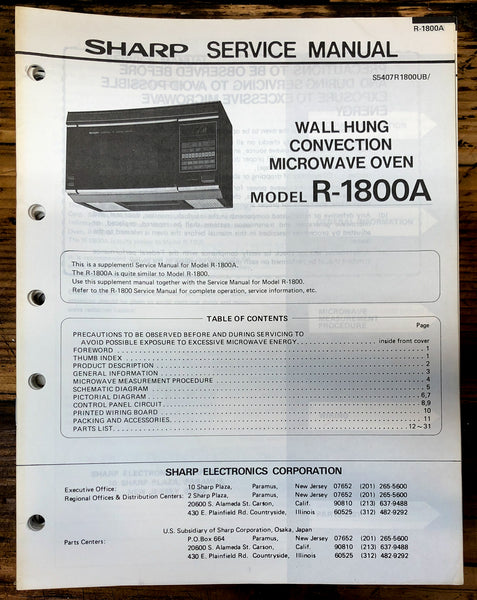 R-1800A
SHARP SERVICE MANUAL
S5407R1800UB/
WALL HUNG
CONVECTION
MICROWAVE OVEN
MODEL R-1800A
This is a supplementl Service Manual for Model R-1800A.
The R-1800A is quite similar to Model R-1800.
Use this supplement manual together with the Service Manual for Model R-1800.
Refer to the R-1800 Service Manual for complete operation, service information, etc.
TABLE OF CONTENTS
Page
PRECAUTIONS TO BE OBSERVED BEFORE AND DURING SERVICING TO
AVOID POSSIBLE EXPOSURE TO EXCESSIVE MICROWAVE ENERGY. inside front cover
FOREWORD 1
THUMB INDEX 1
PRODUCT DESCRIPTION 2
GENERAL INFORMATION 3
MICROWAVE MEASUREMENT PROCEDURE 4
SCHEMATIC DIAGRAM 5
PICTORIAL DIAGRAM 6,7
CONTROL PANEL CIRCUIT 8,9
PRINTED WIRING BOARD 10
PACKING AND ACCESSORIES 11
PARTS LIST 12~31
SHARP ELECTRONICS CORPORATION
Executive Office: 10 Sharp Plaza, Paramus, New Jersey 07652 (201) 265-5600
Regional Offices & Distribution Centers: 2 Sharp Plaza, Paramus, New Jersey 07652 (201) 265-5600
20600 S. Alameda St. Carson, Calif. 90810 (213) 637-9488
430 E. Plainfield Rd. Countryside, Illinois 60525 (312) 482-9292
U.S. Subsidiary of Sharp Corporation, Osaka, Japan
Parts Centers: P.O.Box 664 Paramus, New Jersey 07652 (201) 265-5600
20600 S. Alameda St. Carson, Calif. 90810 (213) 637-9488
430 E. Plainfield Rd. Countryside, Illinois 60525 (312) 482-9292